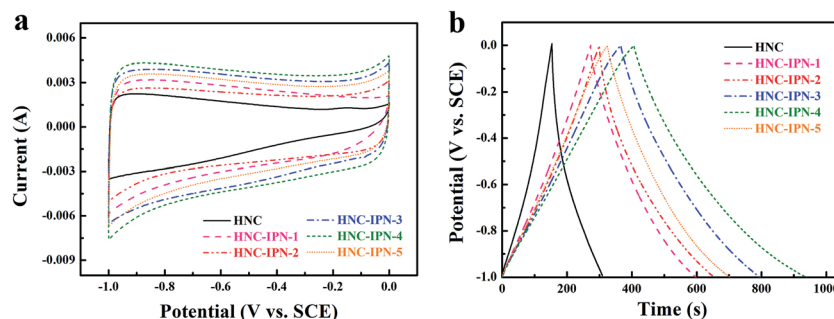 a
0.006
0.003
0.000
-0.003
-0.006
-0.009
Current (A)
HNC
HNC-IPN-1
HNC-IPN-2
HNC-IPN-3
HNC-IPN-4
HNC-IPN-5
-1.0 -0.8 -0.6 -0.4 -0.2 0.0
Potential (V vs. SCE)
b
0.0
-0.2
-0.4
-0.6
-0.8
-1.0
Potential (V vs. SCE)
HNC
HNC-IPN-1
HNC-IPN-2
HNC-IPN-3
HNC-IPN-4
HNC-IPN-5
0 200 400 600 800 1000
Time (s)